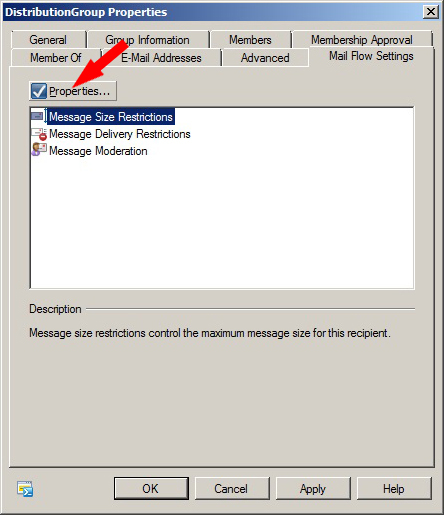 DistributionGroup Properties
General Group Information Members Membership Approval
Member Of E-Mail Addresses Advanced Mail Flow Settings
Properties...
Message Size Restrictions
Message Delivery Restrictions
Message Moderation
Description
Message size restrictions control the maximum message size for this recipient.
OK Cancel Apply Help